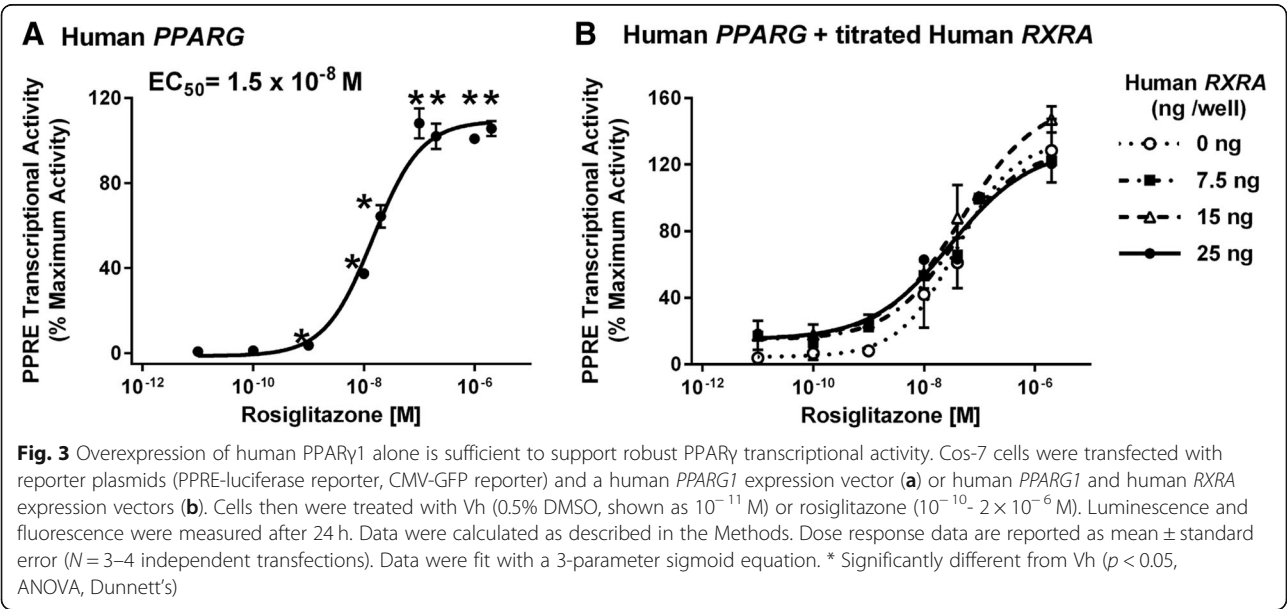 A Human PPARG
EC50= 1.5 x 10-8 M
* * * *
*
*
*
120
80
40
0
PPRE Transcriptional Activity
(% Maximum Activity)
10-12 10-10 10-8 10-6
Rosiglitazone [M]
B Human PPARG + titrated Human RXRA
160
120
80
40
0
PPRE Transcriptional Activity
(% Maximum Activity)
10-12 10-10 10-8 10-6
Rosiglitazone [M]
Human RXRA
(ng /well)
0 ng
7.5 ng
15 ng
25 ng
Fig. 3 Overexpression of human PPARγ1 alone is sufficient to support robust PPARγ transcriptional activity. Cos-7 cells were transfected with
reporter plasmids (PPRE-luciferase reporter, CMV-GFP reporter) and a human PPARG1 expression vector (a) or human PPARG1 and human RXRA
expression vectors (b). Cells then were treated with Vh (0.5% DMSO, shown as 10− 11 M) or rosiglitazone (10− 10- 2 × 10− 6 M). Luminescence and
fluorescence were measured after 24 h. Data were calculated as described in the Methods. Dose response data are reported as mean ± standard
error (N = 3–4 independent transfections). Data were fit with a 3-parameter sigmoid equation. * Significantly different from Vh (p < 0.05,
ANOVA, Dunnett's)